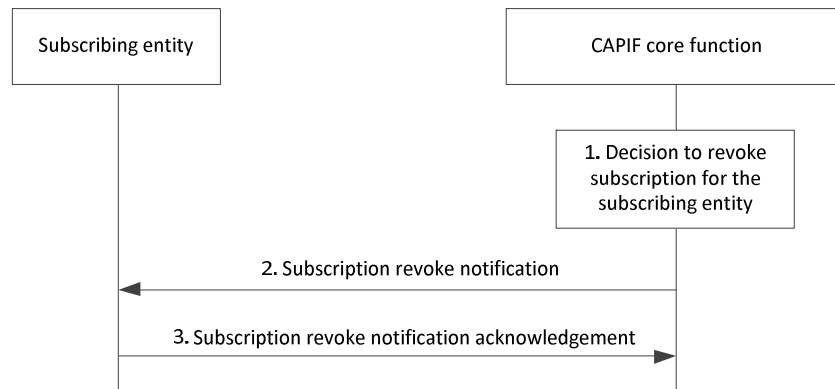 Subscribing entity
CAPIF core function
1. Decision to revoke
subscription for the
subscribing entity
2. Subscription revoke notification
3. Subscription revoke notification acknowledgement